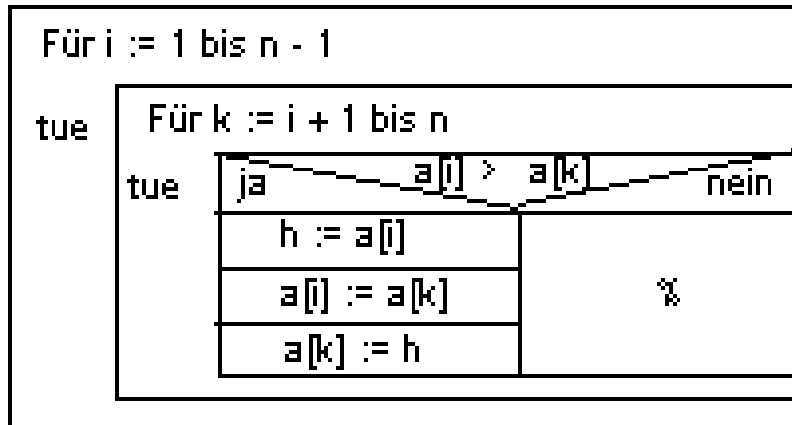 Für i := 1 bis n - 1
tue
Für k := i + 1 bis n
tue
a[i] > a[k]
ja
nein
h := a[i]
a[i] := a[k]
%
a[k] := h